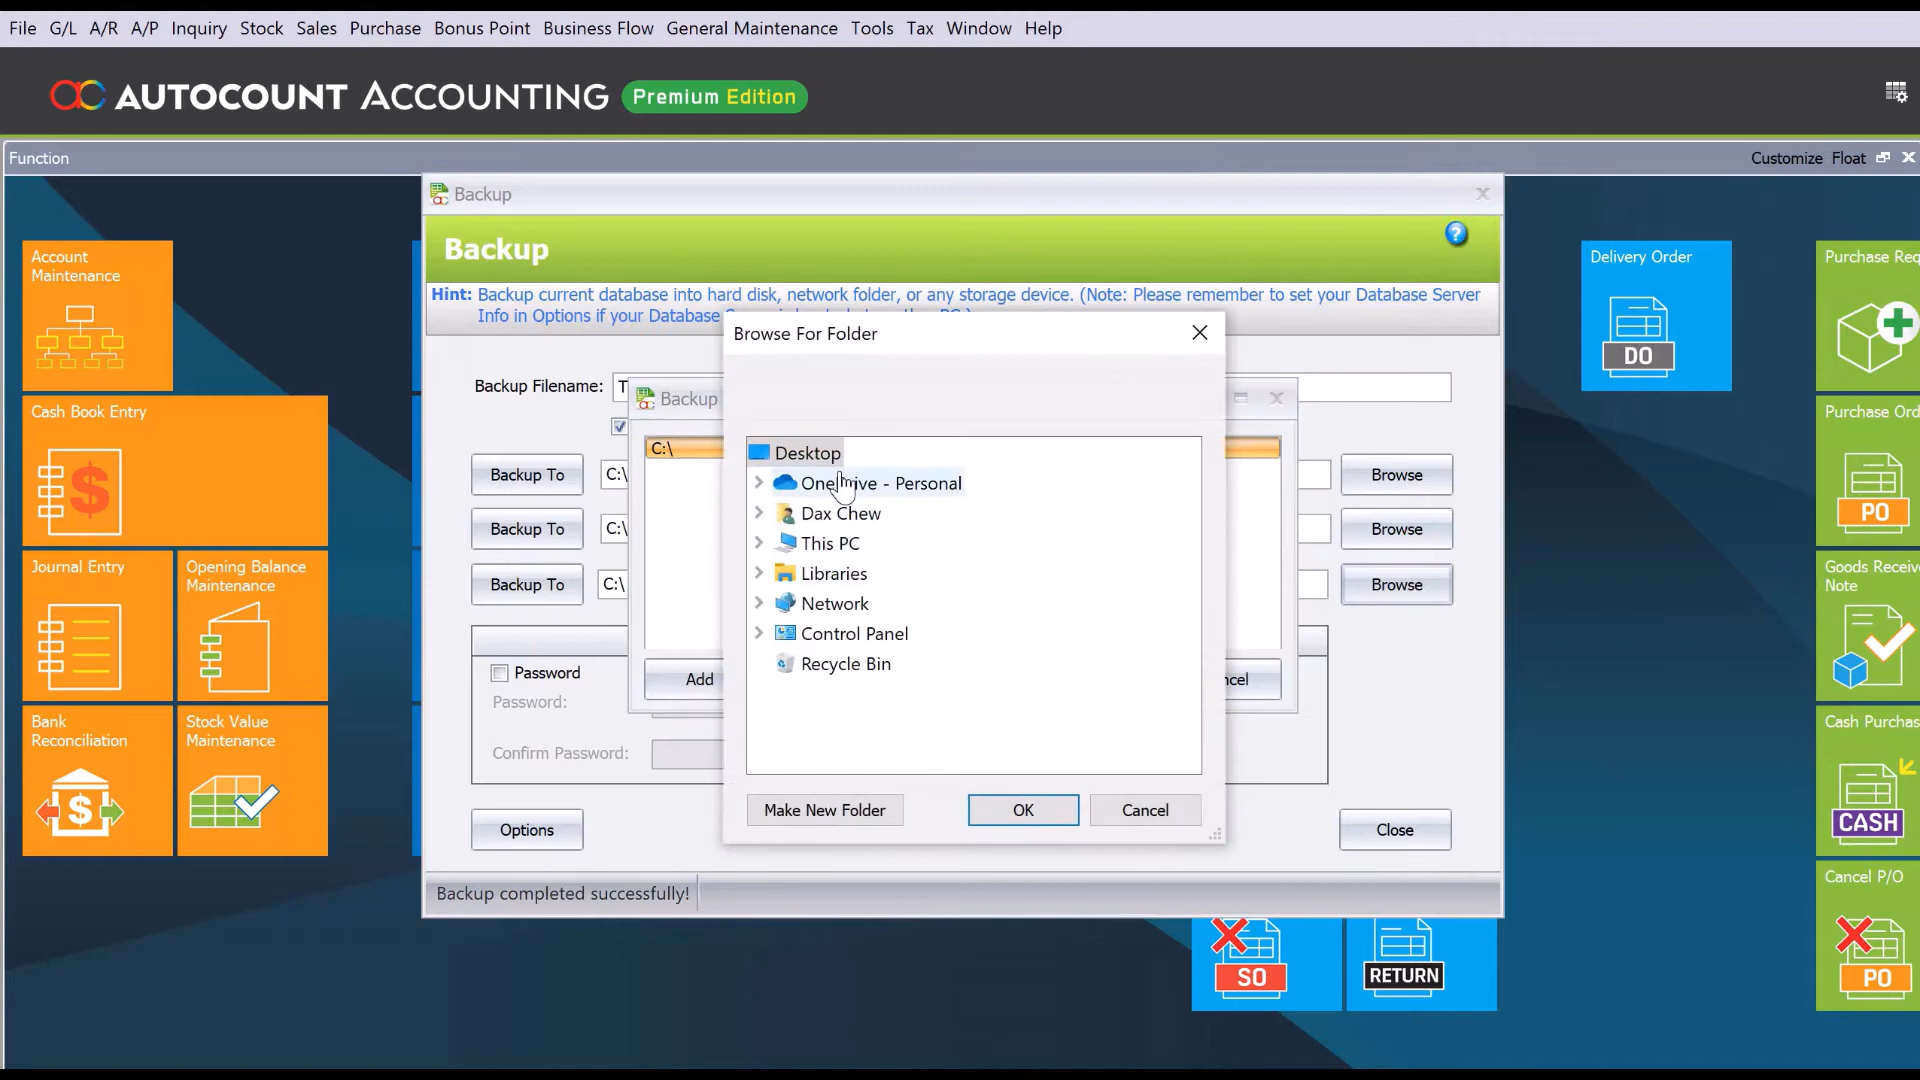 File G/L A/R A/P Inquiry Stock Sales Purchase Bonus Point Business Flow General Maintenance Tools Tax Window Help
AUTOCOUNT ACCOUNTING Premium Edition
Function
Customize Float
Backup
Backup
Hint: Backup current database into hard disk, network folder, or any storage device. (Note: Please remember to set your Database Server
Info in Options if your Database
Backup Filename: T
Backup To C:\ Browse
Backup To C:\ Browse
Backup To C:\ Browse
Password
Password:
Confirm Password:
Options
Close
Backup completed successfully!
Backup
C:\
Add
Browse For Folder
Desktop
OneDrive - Personal
Dax Chew
This PC
Libraries
Network
Control Panel
Recycle Bin
Make New Folder OK Cancel
Account
Maintenance
Cash Book Entry
Journal Entry
Opening Balance
Maintenance
Bank
Reconciliation
Stock Value
Maintenance
Delivery Order
DO
Purchase Req
Purchase Ord
PO
Goods Receive
Note
Cash Purchas
CASH
Cancel P/O
PO
SO
RETURN